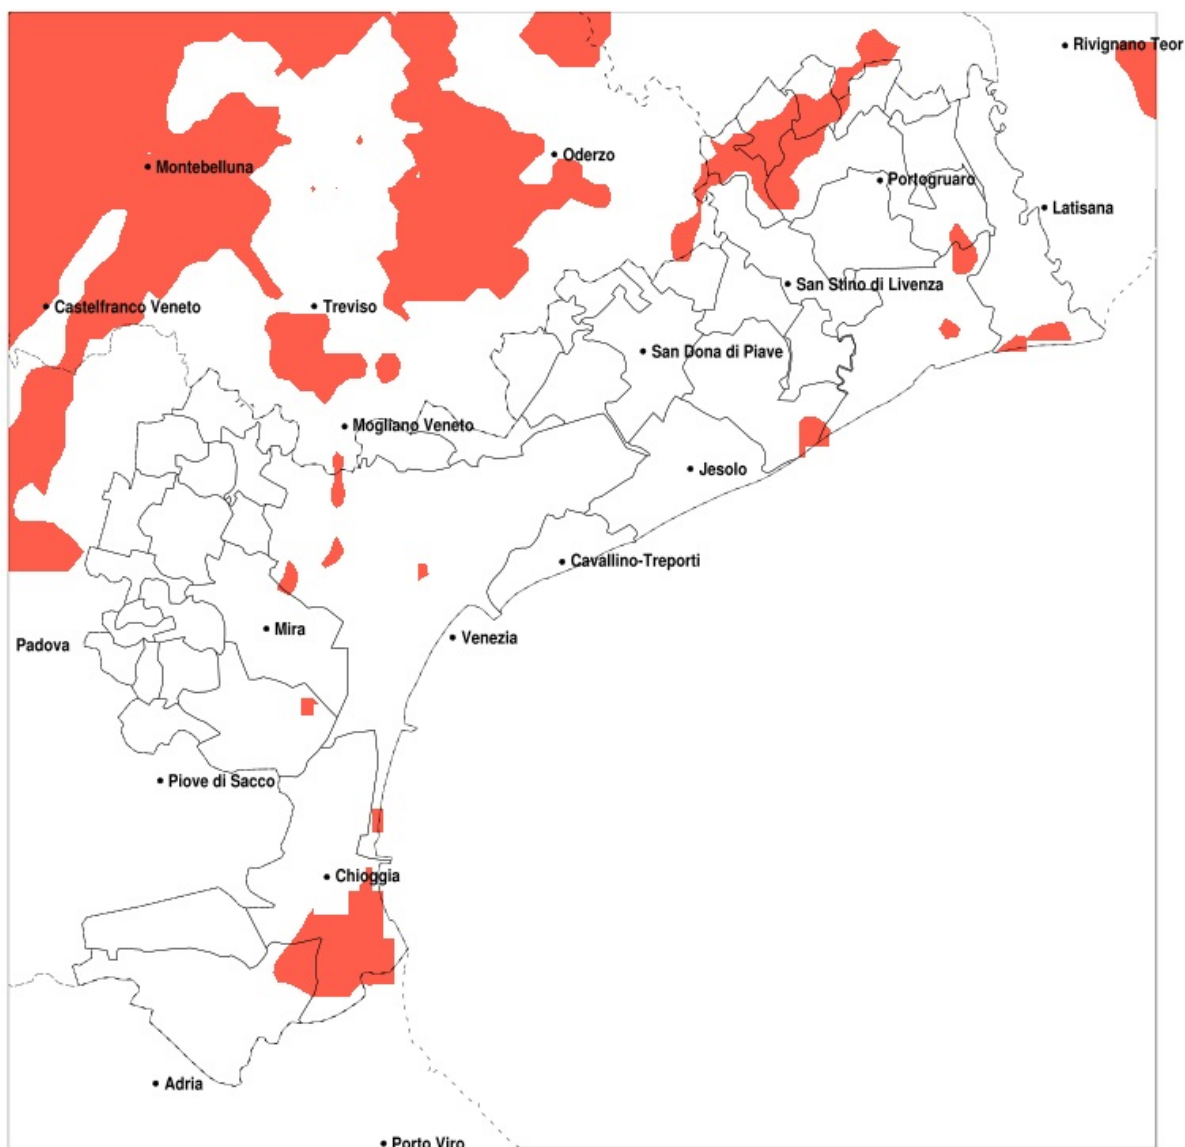 Rivignano Teor
Oderzo
Montebelluna
Portogruaro
Latisana
San Stino di Livenza
Castelfranco Veneto
Treviso
San Dona di Piave
Mogliano Veneto
Jesolo
Cavallino-Treporti
Mira
Venezia
Padova
Piove di Sacco
Chioggia
Adria
Porto Viro